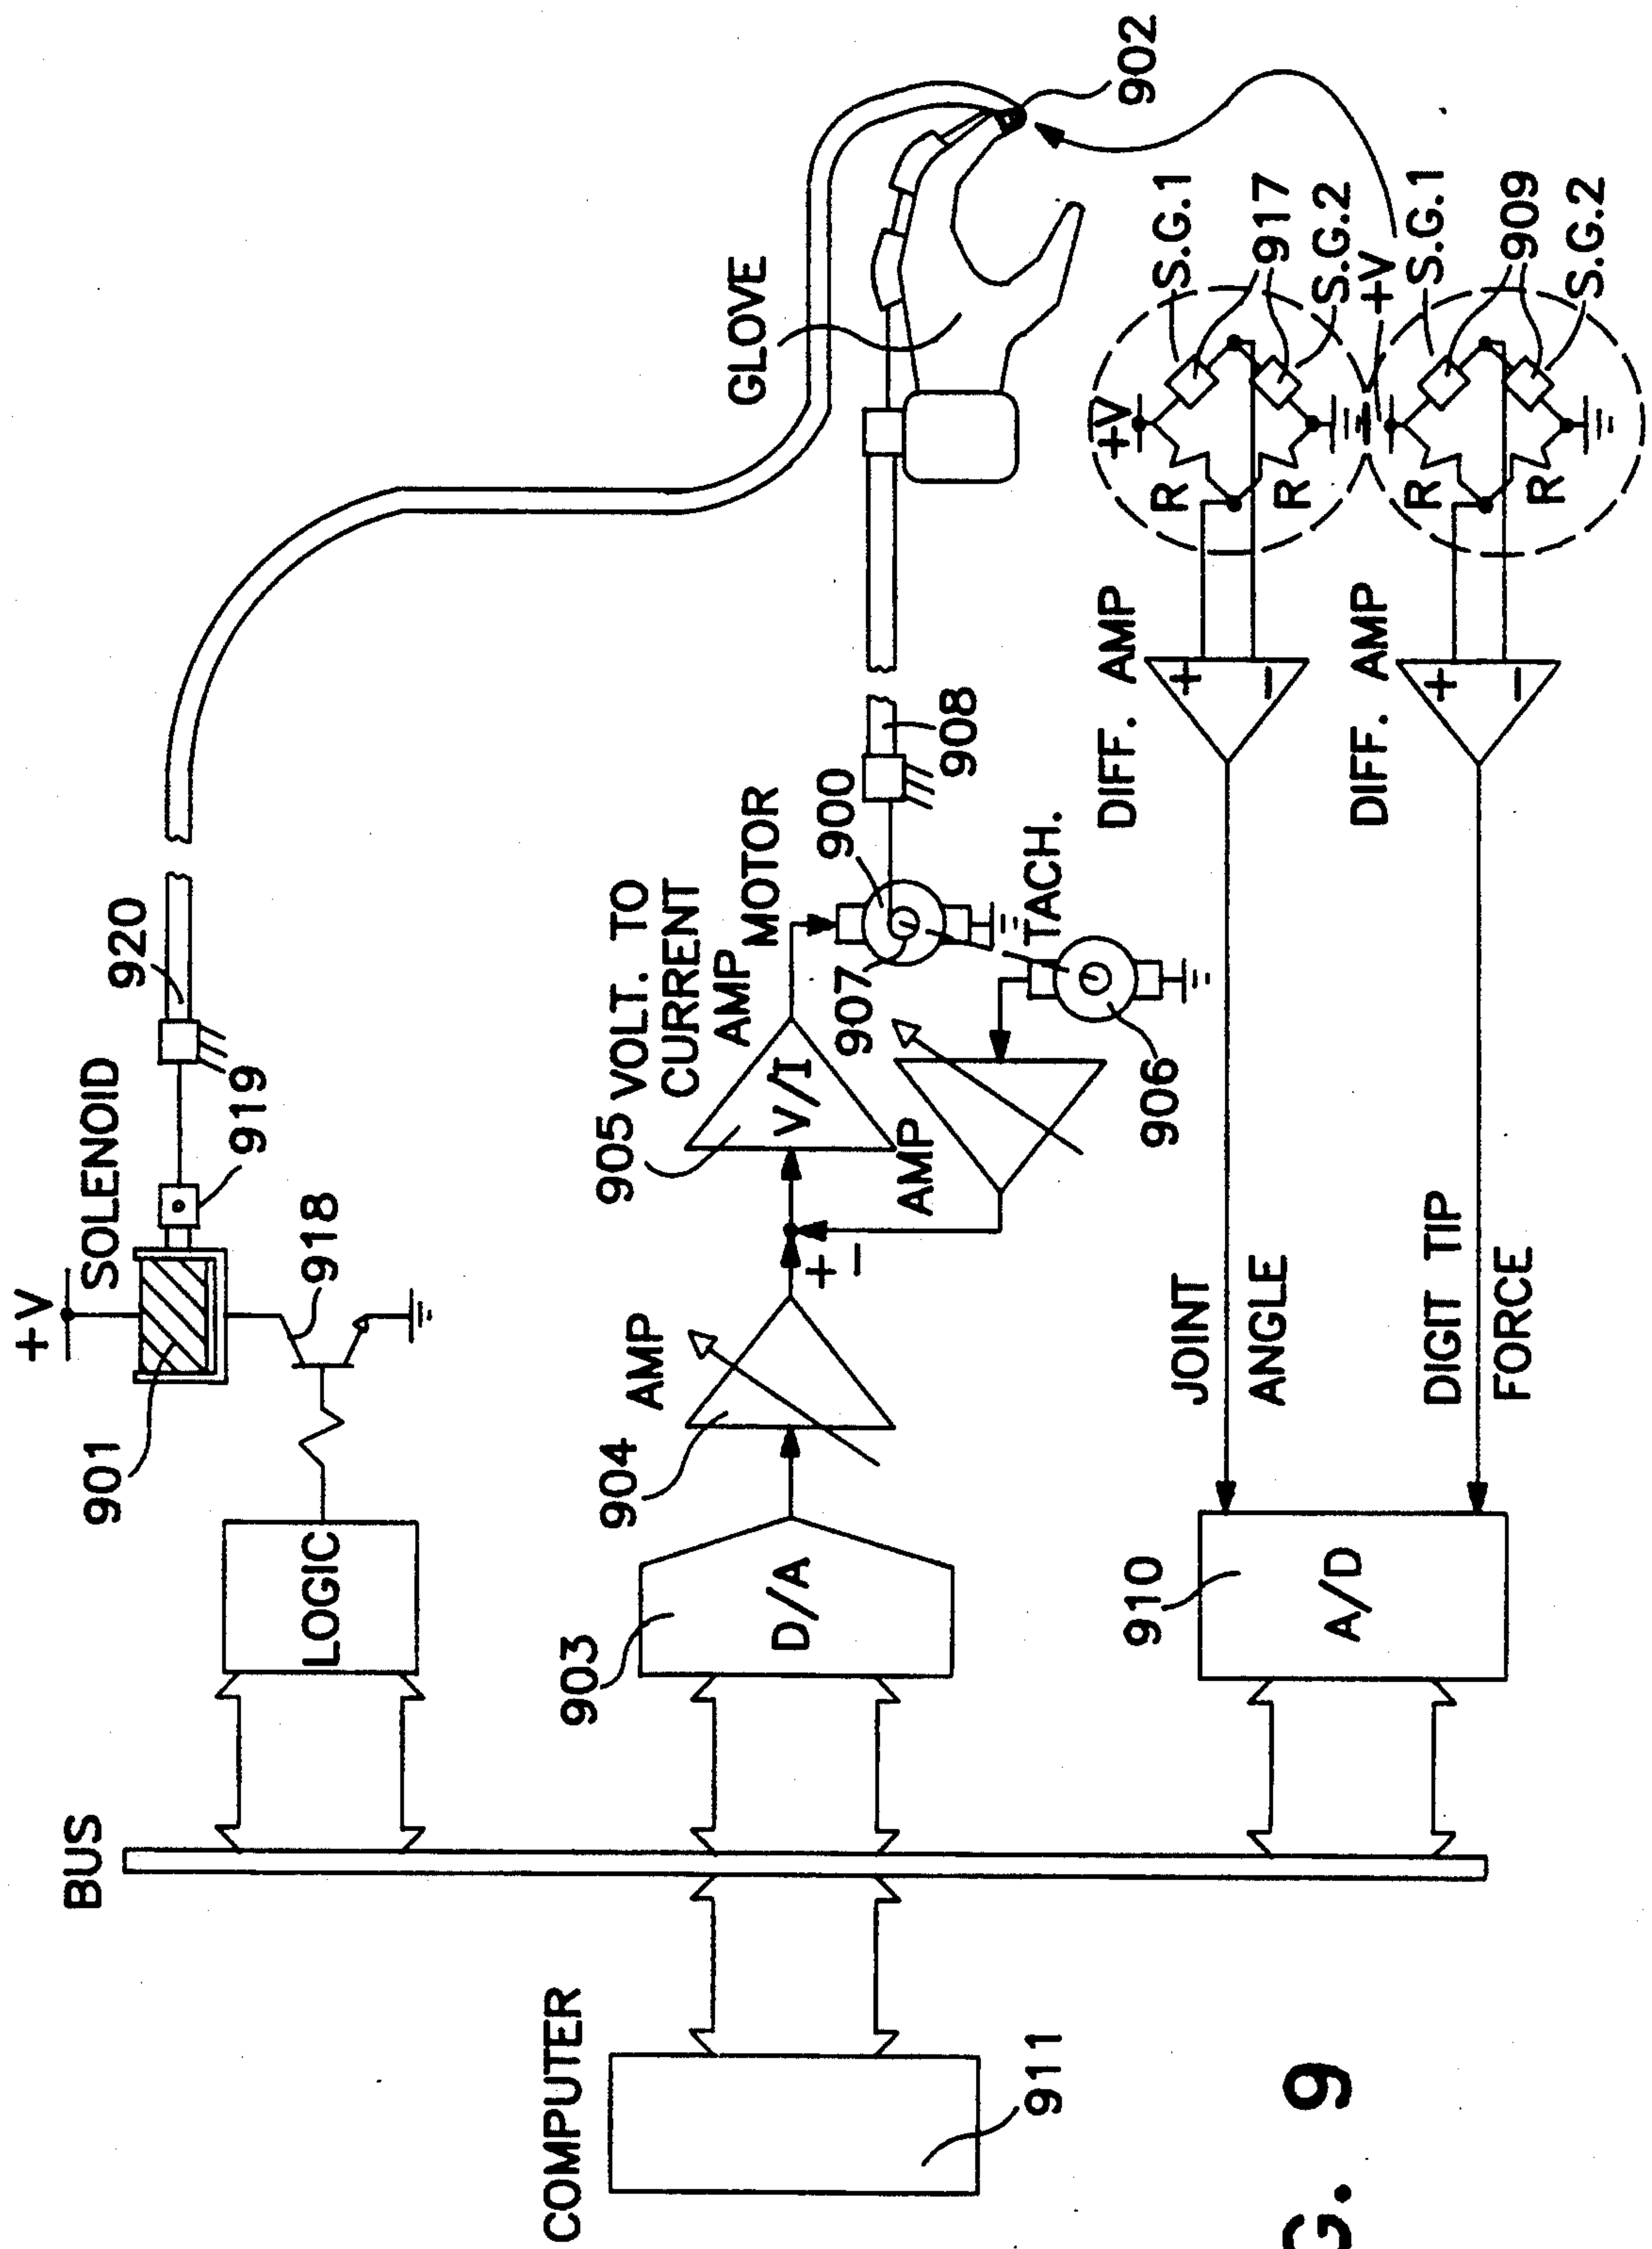 +V
SOLENOID
901
918
919
920
LOGIC
BUS
GLOVE
902
COMPUTER
911
903
D/A
904
AMP
+
−
905
VOLT. TO
CURRENT
AMP
V/I
MOTOR
900
907
908
AMP
TACH.
906
910
A/D
JOINT
ANGLE
DIFF. AMP
+
−
+V
R
R
S.G.1
917
S.G.2
DIGIT TIP
FORCE
DIFF. AMP
+
−
+V
R
R
S.G.1
909
S.G.2
G. 9